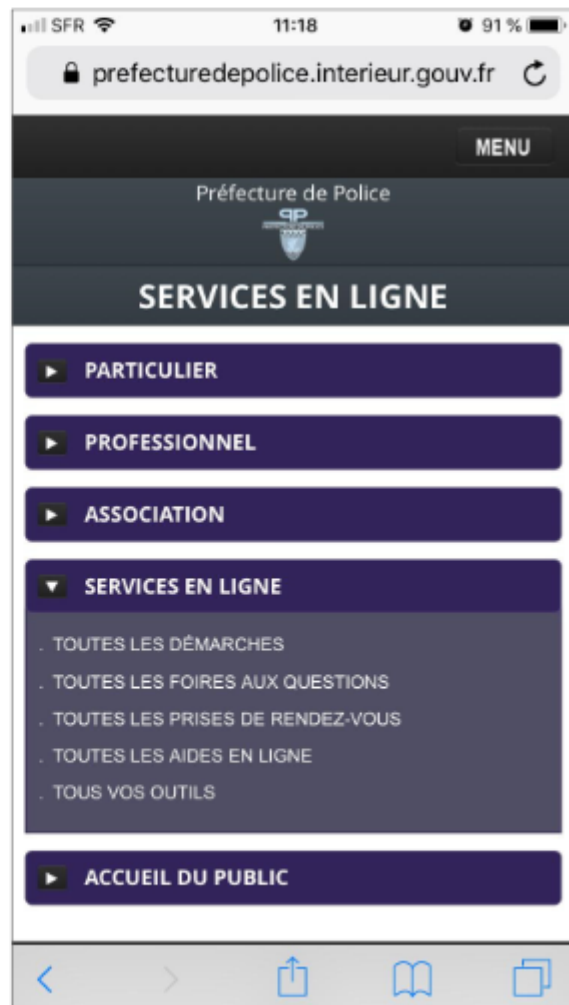 SFR 11:18 91 %
prefecturedepolice.interieur.gouv.fr
MENU
Préfecture de Police
SERVICES EN LIGNE
PARTICULIER
PROFESSIONNEL
ASSOCIATION
SERVICES EN LIGNE
. TOUTES LES DÉMARCHES
. TOUTES LES FOIRES AUX QUESTIONS
. TOUTES LES PRISES DE RENDEZ-VOUS
. TOUTES LES AIDES EN LIGNE
. TOUS VOS OUTILS
ACCUEIL DU PUBLIC